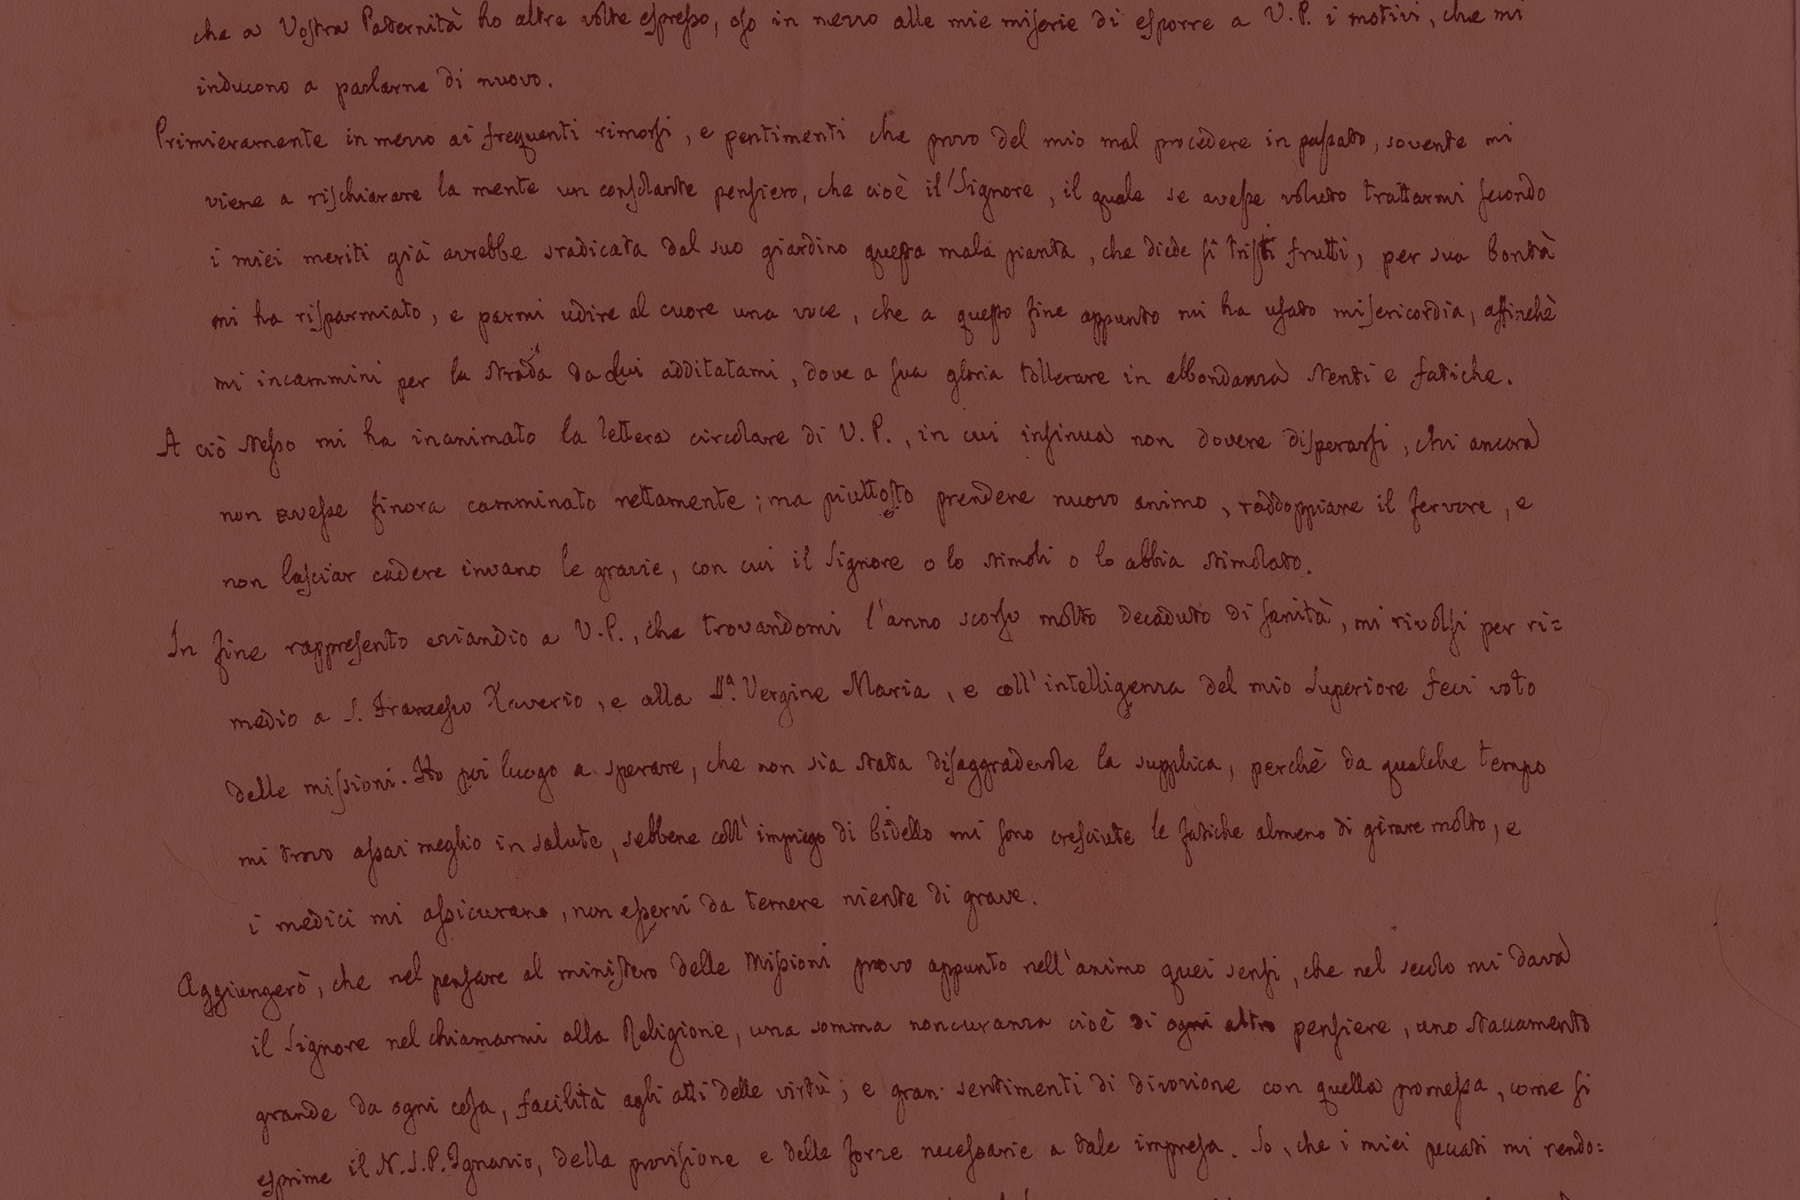 che a Vostra Paternità ho altre volte espresso, oso in mezzo alle mie miserie di esporre a V. P. i motivi, che mi
inducono a parlarne di nuovo.
Primieramente in mezzo ai frequenti rimorsi, e pentimenti che provo del mio mal procedere in passato, sovente mi
viene a rischiarare la mente un consolante pensiero, che cioè il Signore, il quale se avesse voluto trattarmi secondo
i miei meriti già avrebbe sradicata dal suo giardino questa mala pianta, che diede sì tristi frutti, per sua bontà
mi ha risparmiato, e parmi udire al cuore una voce, che a questo fine appunto mi ha usato misericordia, affinchè
mi incammini per la strada da Lui additatami, dove a sua gloria tollerare in abbondanza stenti e fatiche.
A ciò stesso mi ha inanimato la lettera circolare di V. P., in cui insinua non dovere disperarsi, chi ancora
non avesse finora camminato rettamente; ma piuttosto prendere nuovo animo, raddoppiare il fervore, e
non lasciar cadere invano le grazie, con cui il Signore o lo stimoli o lo abbia stimolato.
In fine rappresento eziandio a V. P., che trovandomi l'anno scorso molto decaduto di sanità, mi rivolsi per ri=
medio a S. Francesco Xaverio, e alla SS.a Vergine Maria, e coll'intelligenza del mio Superiore feci voto
delle missioni. Ho poi luogo a sperare, che non sia stata disaggradevole la supplica, perchè da qualche tempo
mi trovo assai meglio in salute, sebbene coll'impiego di bidello mi sono cresciute le fatiche almeno di girare molto, e
i medici mi assicurano, non esservi da temere niente di grave.
Aggiungerò, che nel pensare al ministero delle Missioni provo appunto nell'animo quei sensi, che nel secolo mi dava
il Signore nel chiamarmi alla Religione, una somma noncuranza cioè di ogni altro pensiere, uno staccamento
grande da ogni cosa, facilità agli atti delle virtù; e gran sentimenti di divozione con quella promessa, come si
esprime il N. S. P. Ignazio, della provisione e delle forze necessarie a tale impresa. So, che i miei peccati mi rendo=